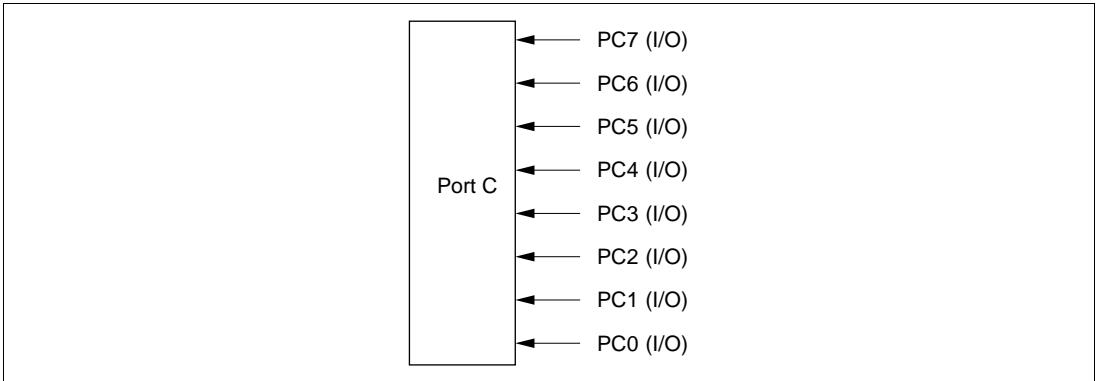 PC7 (I/O)
PC6 (I/O)
PC5 (I/O)
PC4 (I/O)
Port C
PC3 (I/O)
PC2 (I/O)
PC1 (I/O)
PC0 (I/O)